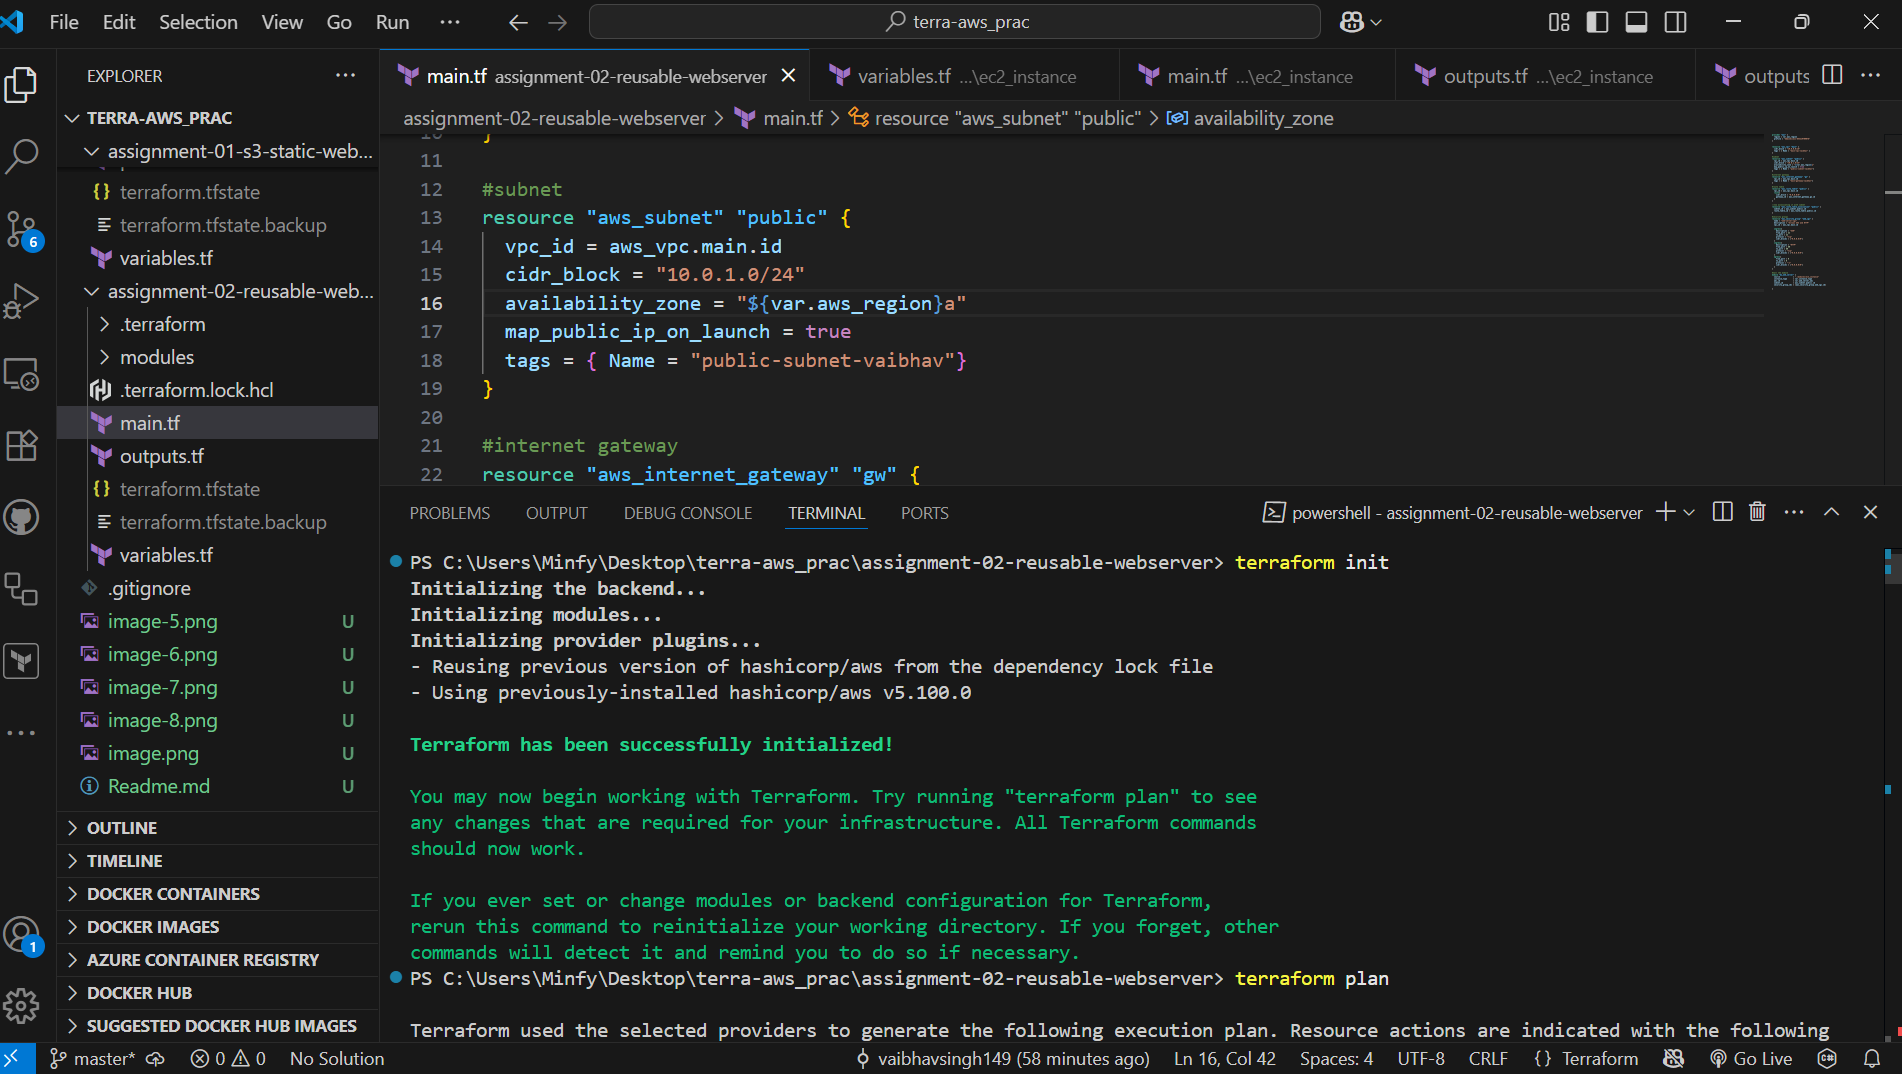 File Edit Selection View Go Run ···
terra-aws_prac
EXPLORER
TERRA-AWS_PRAC
assignment-01-s3-static-web...
terraform.tfstate
terraform.tfstate.backup
variables.tf
assignment-02-reusable-web...
.terraform
modules
.terraform.lock.hcl
main.tf
outputs.tf
terraform.tfstate
terraform.tfstate.backup
variables.tf
.gitignore
image-5.png U
image-6.png U
image-7.png U
image-8.png U
image.png U
Readme.md U
OUTLINE
TIMELINE
DOCKER CONTAINERS
DOCKER IMAGES
AZURE CONTAINER REGISTRY
DOCKER HUB
SUGGESTED DOCKER HUB IMAGES
6
1
main.tf assignment-02-reusable-webserver
variables.tf ...\ec2_instance
main.tf ...\ec2_instance
outputs.tf ...\ec2_instance
outputs
assignment-02-reusable-webserver > main.tf > resource "aws_subnet" "public" > availability_zone
10 }
11
12 #subnet
13 resource "aws_subnet" "public" {
14 vpc_id = aws_vpc.main.id
15 cidr_block = "10.0.1.0/24"
16 availability_zone = "${var.aws_region}a"
17 map_public_ip_on_launch = true
18 tags = { Name = "public-subnet-vaibhav"}
19 }
20
21 #internet gateway
22 resource "aws_internet_gateway" "gw" {
PROBLEMS OUTPUT DEBUG CONSOLE TERMINAL PORTS
powershell - assignment-02-reusable-webserver
PS C:\Users\Minfy\Desktop\terra-aws_prac\assignment-02-reusable-webserver> terraform init
Initializing the backend...
Initializing modules...
Initializing provider plugins...
- Reusing previous version of hashicorp/aws from the dependency lock file
- Using previously-installed hashicorp/aws v5.100.0
Terraform has been successfully initialized!
You may now begin working with Terraform. Try running "terraform plan" to see
any changes that are required for your infrastructure. All Terraform commands
should now work.
If you ever set or change modules or backend configuration for Terraform,
rerun this command to reinitialize your working directory. If you forget, other
commands will detect it and remind you to do so if necessary.
PS C:\Users\Minfy\Desktop\terra-aws_prac\assignment-02-reusable-webserver> terraform plan
Terraform used the selected providers to generate the following execution plan. Resource actions are indicated with the following
master* 0 0 No Solution vaibhavsingh149 (58 minutes ago) Ln 16, Col 42 Spaces: 4 UTF-8 CRLF {} Terraform Go Live